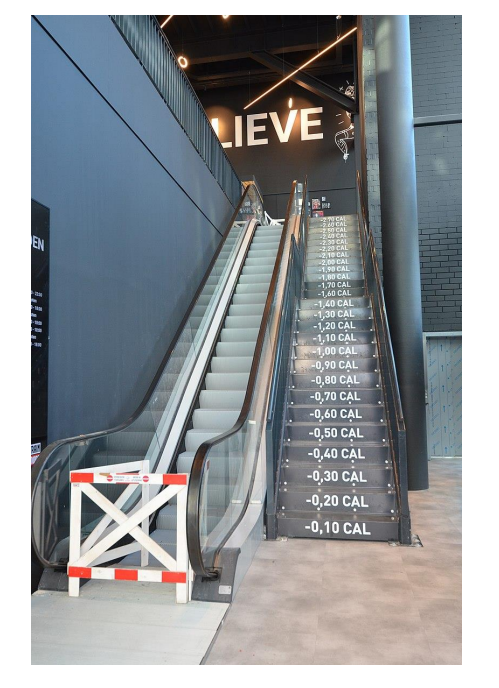 LIEVE
-2,60 CAL
-2,50 CAL
-2,40 CAL
-2,30 CAL
-2,20 CAL
-2,10 CAL
-2,00 CAL
-1,90 CAL
-1,80 CAL
-1,70 CAL
-1,60 CAL
-1,40 CAL
-1,30 CAL
-1,20 CAL
-1,10 CAL
-1,00 CAL
-0,90 CAL
-0,80 CAL
-0,70 CAL
-0,60 CAL
-0,50 CAL
-0,40 CAL
-0,30 CAL
-0,20 CAL
-0,10 CAL
DEN